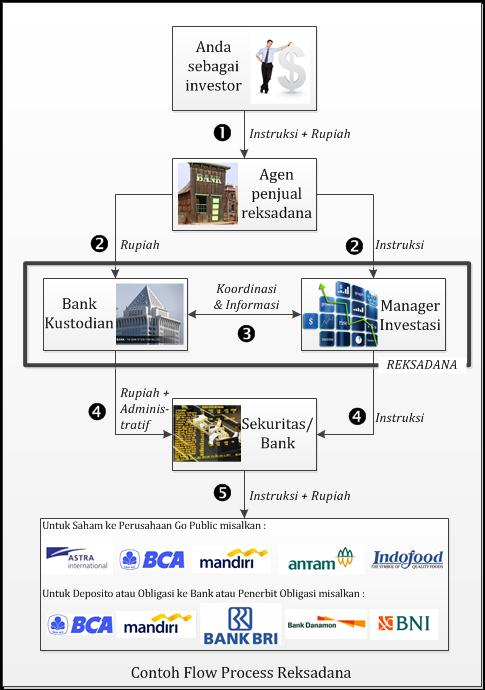 Anda
sebagai
investor
1 Instruksi + Rupiah
BANK
Agen
penjual
reksadana
2 Rupiah
2 Instruksi
Bank
Kustodian
Koordinasi
& Informasi
3
Manager
Investasi
REKSADANA
4 Rupiah +
Adminis-
tratif
Sekuritas/
Bank
4 Instruksi
5 Instruksi + Rupiah
Untuk Saham ke Perusahaan Go Public misalkan :
ASTRA
international
BCA
mandiri
antam
Indofood
THE SYMBOL OF QUALITY FOODS
Untuk Deposito atau Obligasi ke Bank atau Penerbit Obligasi misalkan :
BCA
mandiri
BANK BRI
Bank Danamon
BNI
Contoh Flow Process Reksadana